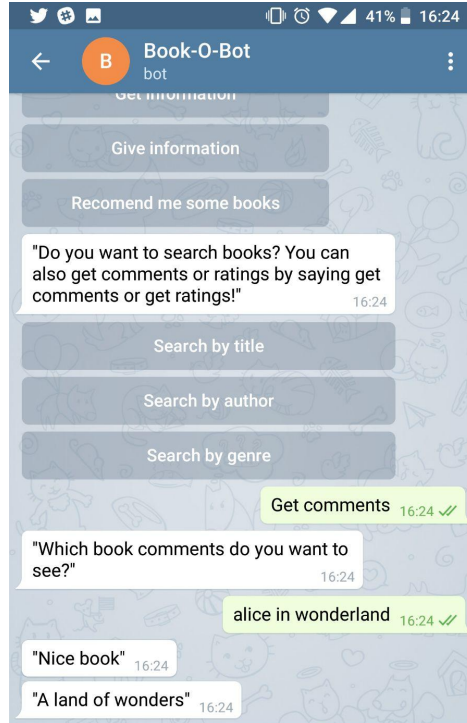 41% 16:24
B
Book-O-Bot
bot
Get information
Give information
Recomend me some books
"Do you want to search books? You can
also get comments or ratings by saying get
comments or get ratings!"
16:24
Search by title
Search by author
Search by genre
Get comments 16:24
"Which book comments do you want to
see?"
16:24
alice in wonderland 16:24
"Nice book" 16:24
"A land of wonders" 16:24